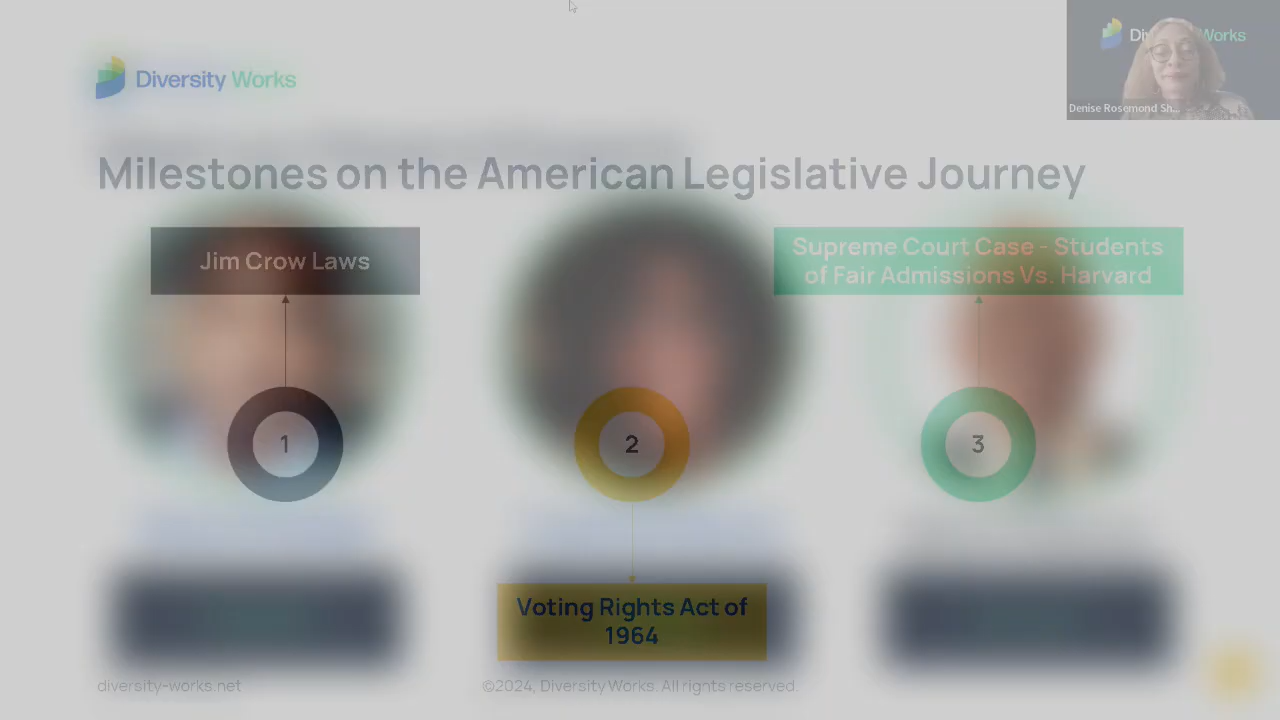 Diversity Works
Denise Rosemond Sh...
Diversity Works
Milestones on the American Legislative Journey
Jim Crow Laws
Supreme Court Case - Students
of Fair Admissions Vs. Harvard
1
2
3
Voting Rights Act of
1964
diversity-works.net
©2024, Diversity Works. All rights reserved.